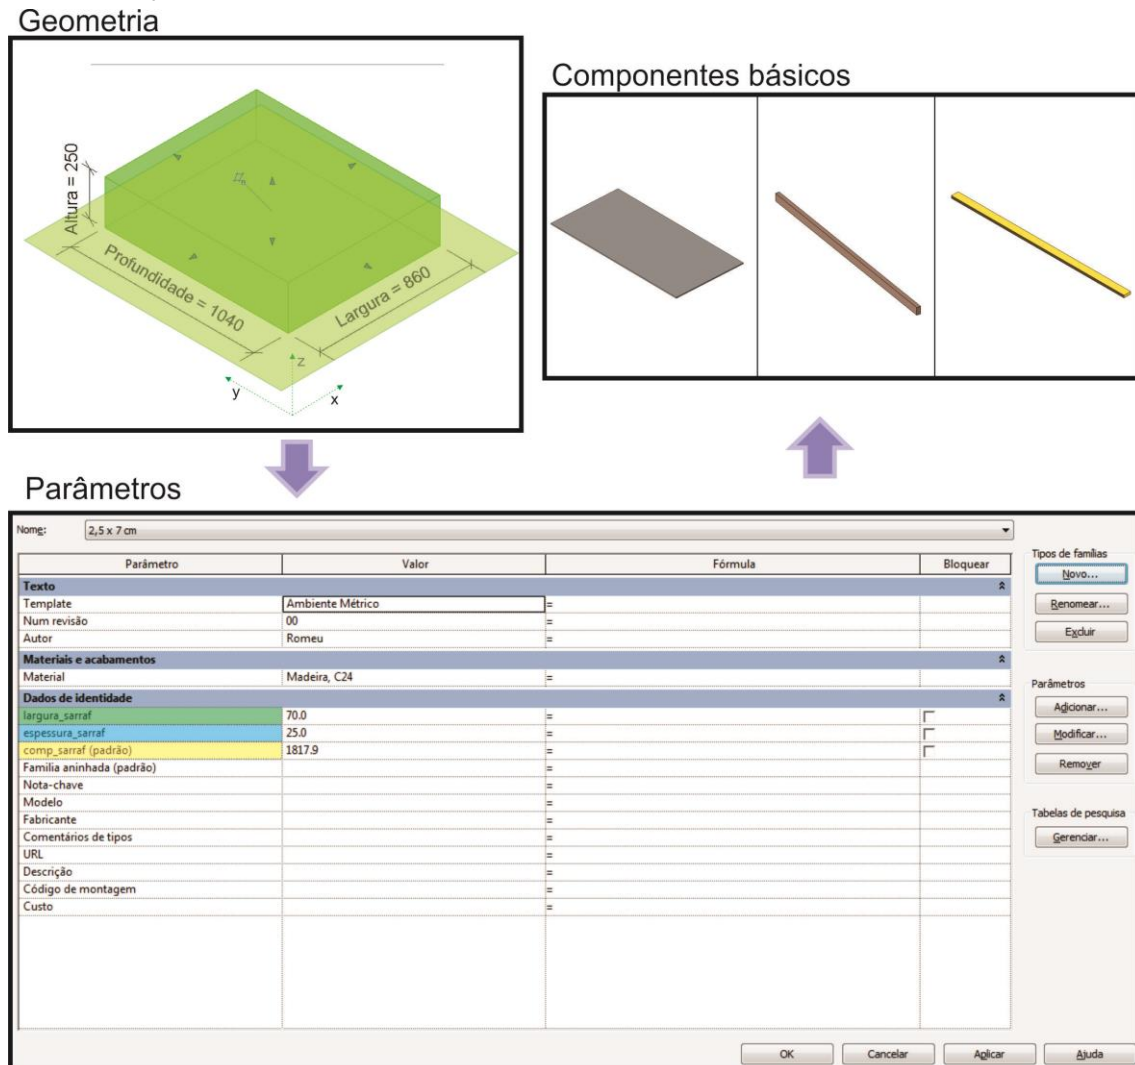 Geometria
Altura = 250
Profundidade = 1040
Largura = 860
z
y
x
Componentes básicos
Parâmetros
Nome: 2,5 x 7 cm
Parâmetro Valor Fórmula Bloquear
Texto
Template Ambiente Métrico =
Num revisão 00 =
Autor Romeu =
Materiais e acabamentos
Material Madeira, C24 =
Dados de identidade
largura_sarraf 70.0 =
espessura_sarraf 25.0 =
comp_sarraf (padrão) 1817.9 =
Família aninhada (padrão) =
Nota-chave =
Modelo =
Fabricante =
Comentários de tipos =
URL =
Descrição =
Código de montagem =
Custo =
Tipos de famílias
Novo...
Renomear...
Excluir
Parâmetros
Adicionar...
Modificar...
Remover
Tabelas de pesquisa
Gerenciar...
OK Cancelar Aplicar Ajuda